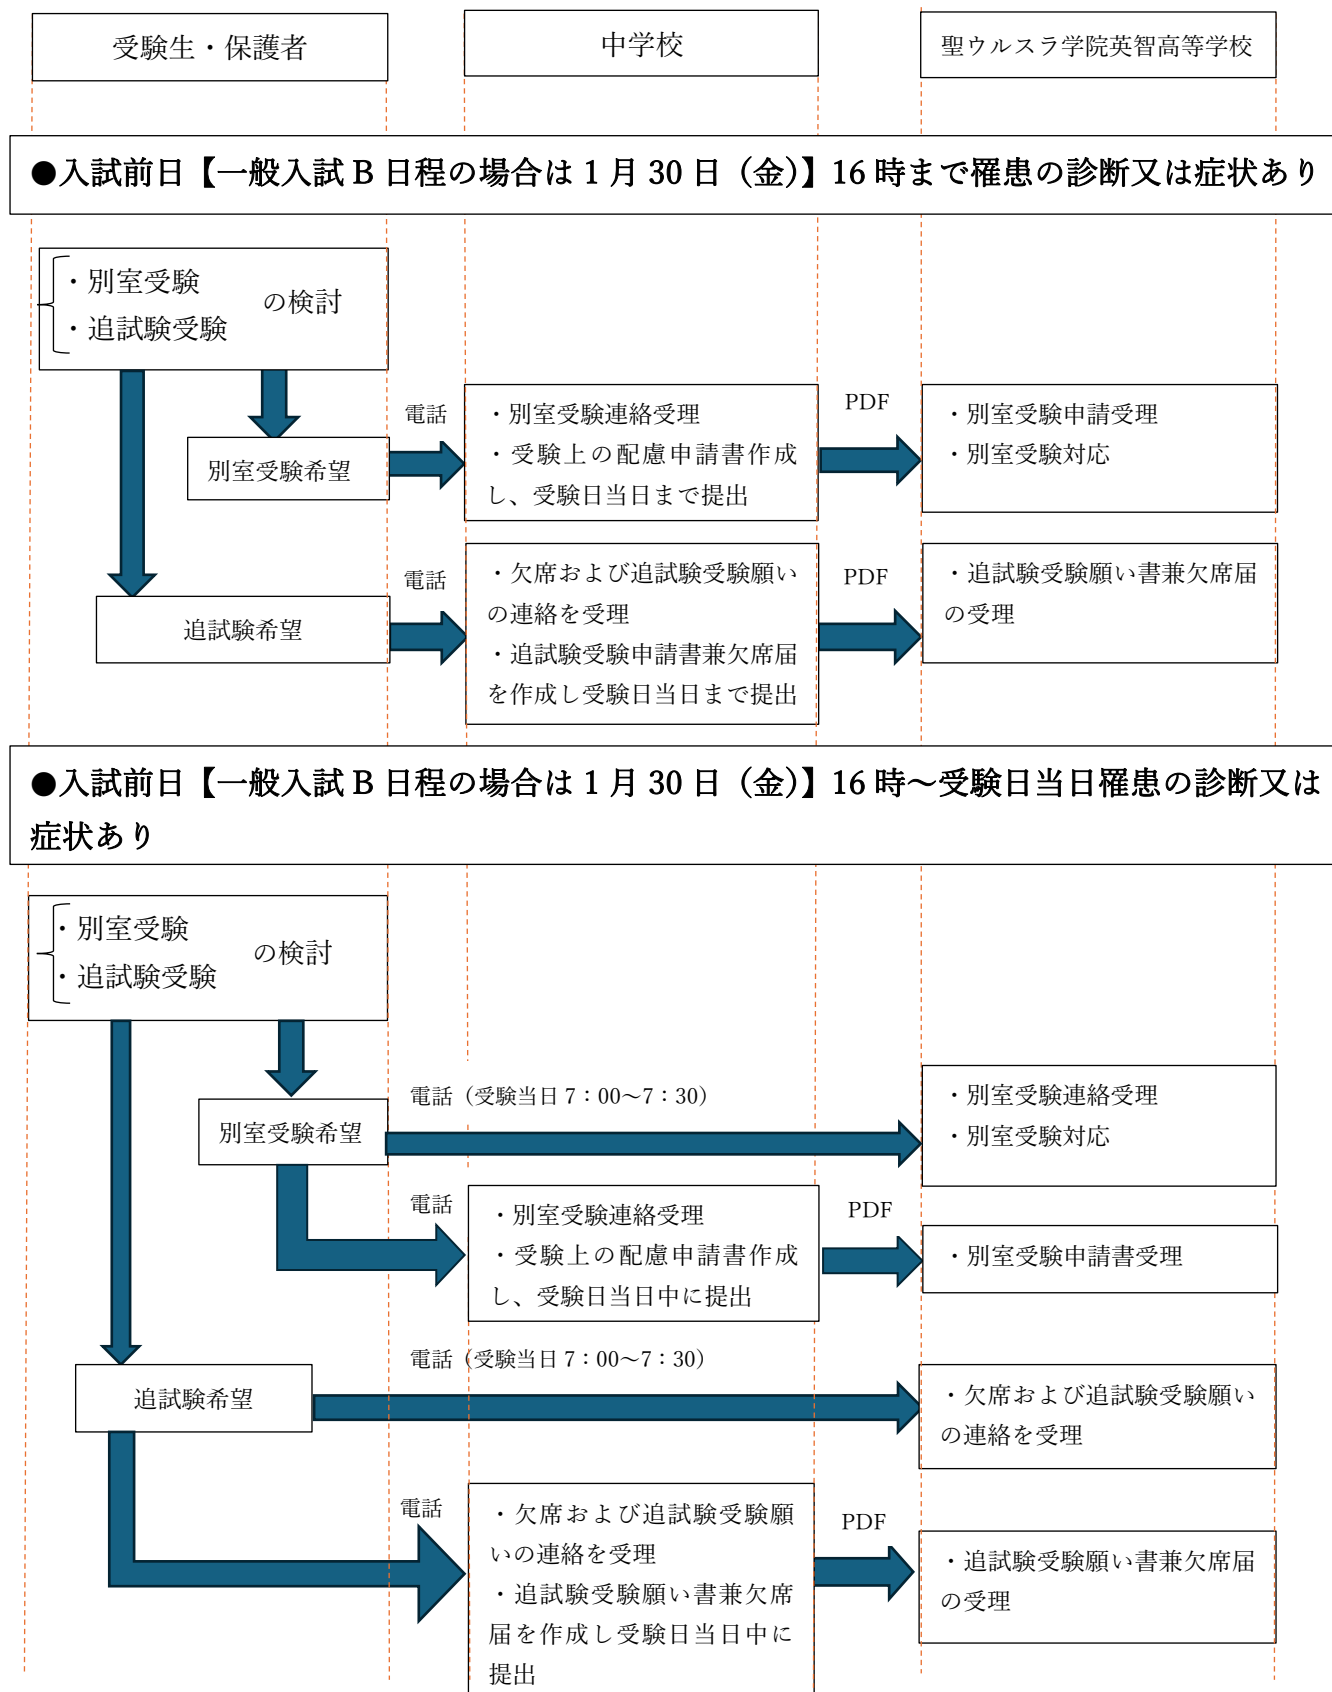 受験生・保護者
中学校
聖ウルスラ学院英智高等学校
●入試前日【一般入試 B 日程の場合は 1 月 30 日（金）】16 時まで罹患の診断又は症状あり
・別室受験
・追試験受験
の検討
別室受験希望
電話
・別室受験連絡受理
・受験上の配慮申請書作成
し、受験日当日まで提出
PDF
・別室受験申請受理
・別室受験対応
追試験希望
電話
・欠席および追試験受験願い
の連絡を受理
・追試験受験申請書兼欠席届
を作成し受験日当日まで提出
PDF
・追試験受験願い書兼欠席届
の受理
●入試前日【一般入試 B 日程の場合は 1 月 30 日（金）】16 時～受験日当日罹患の診断又は
症状あり
・別室受験
・追試験受験
の検討
別室受験希望
電話（受験当日 7：00～7：30）
・別室受験連絡受理
・別室受験対応
電話
・別室受験連絡受理
・受験上の配慮申請書作成
し、受験日当日中に提出
PDF
・別室受験申請書受理
追試験希望
電話（受験当日 7：00～7：30）
・欠席および追試験受験願い
の連絡を受理
電話
・欠席および追試験受験願
いの連絡を受理
・追試験受験願い書兼欠席
届を作成し受験日当日中に
提出
PDF
・追試験受験願い書兼欠席届
の受理